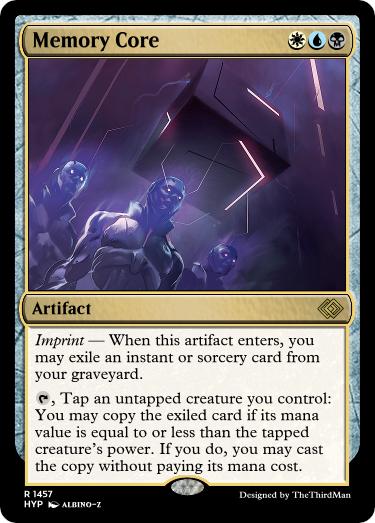 Memory Core
Artifact
Imprint — When this artifact enters, you
may exile an instant or sorcery card from
your graveyard.
, Tap an untapped creature you control:
You may copy the exiled card if its mana
value is equal to or less than the tapped
creature's power. If you do, you may cast
the copy without paying its mana cost.
R 1457
HYP ALBINO-Z
Designed by TheThirdMan